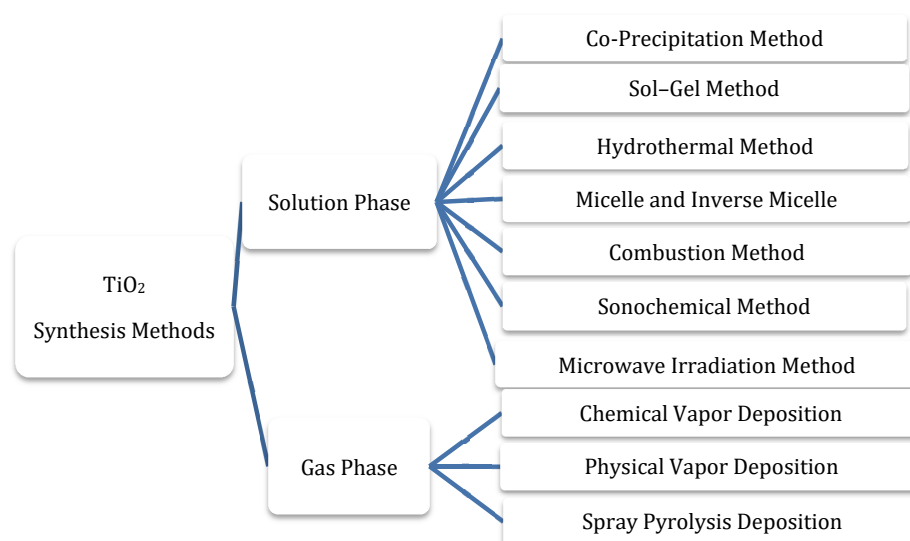 TiO₂
Synthesis Methods
Solution Phase
Co-Precipitation Method
Sol–Gel Method
Hydrothermal Method
Micelle and Inverse Micelle
Combustion Method
Sonochemical Method
Microwave Irradiation Method
Gas Phase
Chemical Vapor Deposition
Physical Vapor Deposition
Spray Pyrolysis Deposition